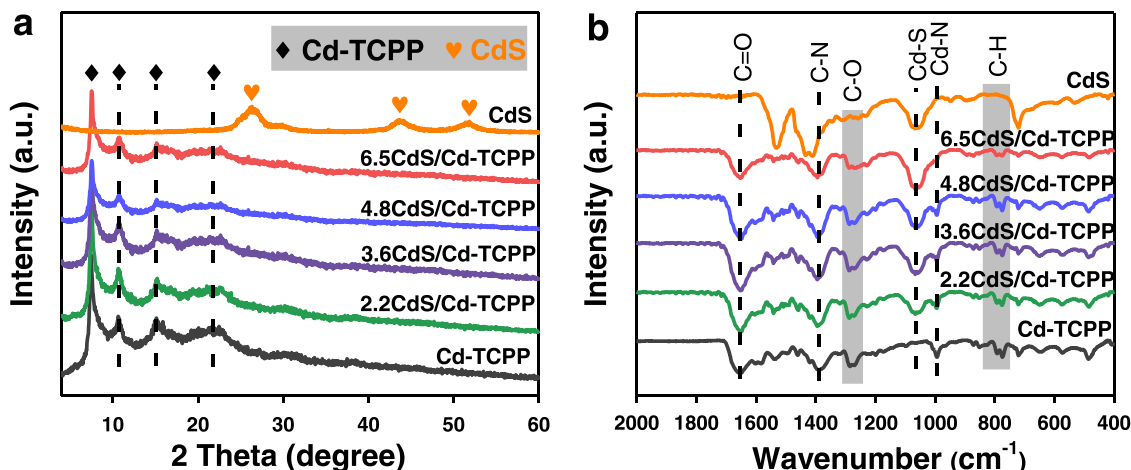 a
◆ Cd-TCPP ♥ CdS
CdS
6.5CdS/Cd-TCPP
4.8CdS/Cd-TCPP
3.6CdS/Cd-TCPP
2.2CdS/Cd-TCPP
Cd-TCPP
Intensity (a.u.)
10 20 30 40 50 60
2 Theta (degree)
b
C=O
C-N
C-O
Cd-S
Cd-N
C-H
CdS
6.5CdS/Cd-TCPP
4.8CdS/Cd-TCPP
3.6CdS/Cd-TCPP
2.2CdS/Cd-TCPP
Cd-TCPP
Intensity (a.u.)
2000 1600 1200 1000 800 600 400
Wavenumber (cm⁻¹)